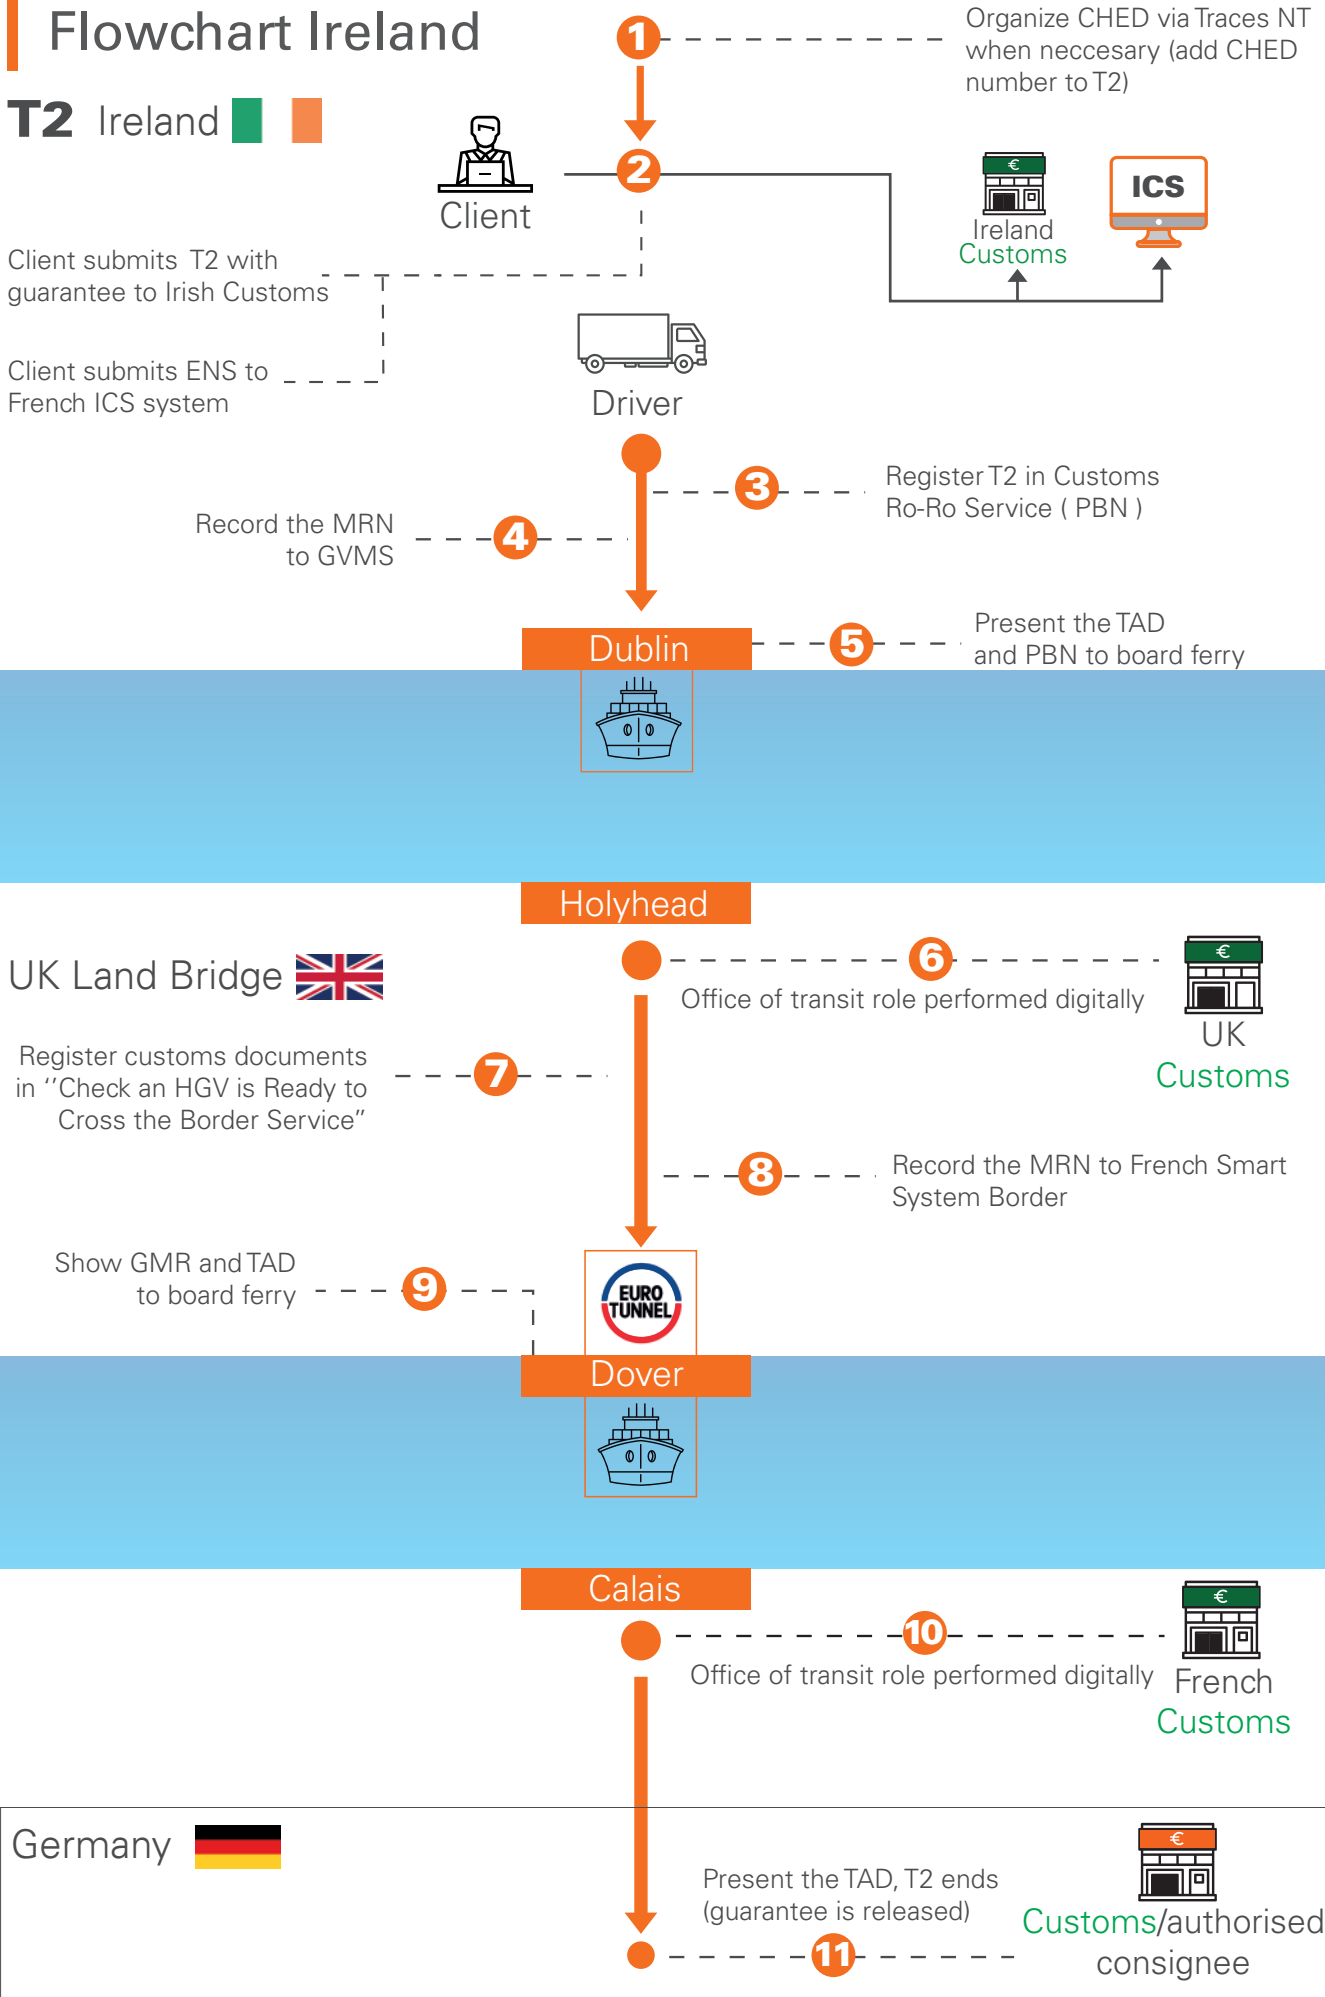 Flowchart Ireland
T2 Ireland
1
Organize CHED via Traces NT
when neccesary (add CHED
number to T2)
2
Client
€
Ireland
Customs
ICS
Client submits T2 with
guarantee to Irish Customs
Client submits ENS to
French ICS system
Driver
3
Register T2 in Customs
Ro-Ro Service ( PBN )
Record the MRN
to GVMS
4
Dublin
5
Present the TAD
and PBN to board ferry
Holyhead
UK Land Bridge
6
Office of transit role performed digitally
€
UK
Customs
Register customs documents
in ‘’Check an HGV is Ready to
Cross the Border Service”
7
8
Record the MRN to French Smart
System Border
Show GMR and TAD
to board ferry
9
EURO
TUNNEL
Dover
Calais
10
Office of transit role performed digitally
€
French
Customs
Germany
Present the TAD, T2 ends
(guarantee is released)
11
€
Customs/authorised
consignee